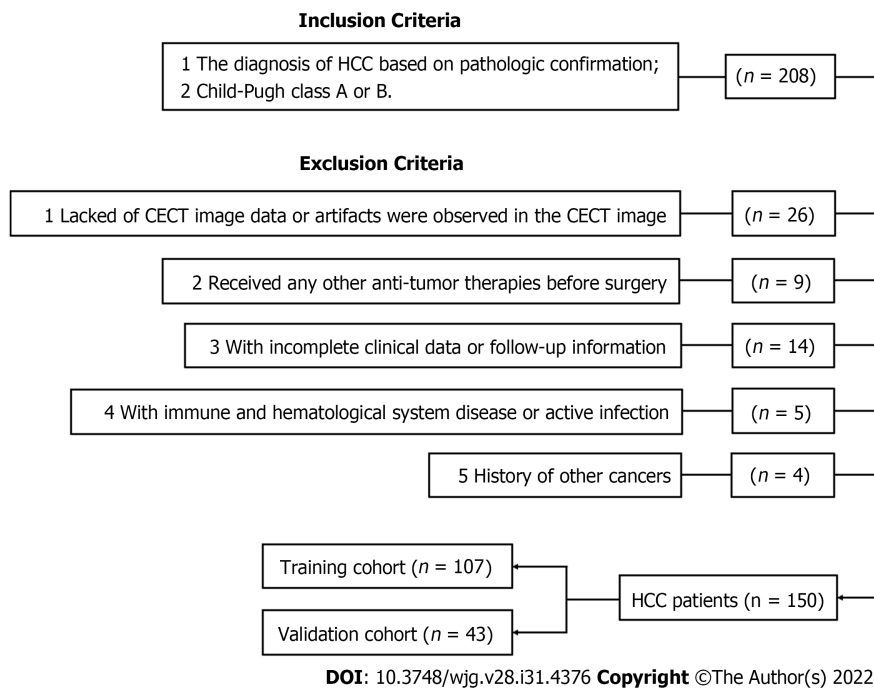 Inclusion Criteria
1 The diagnosis of HCC based on pathologic confirmation;
2 Child-Pugh class A or B.
(n = 208)
Exclusion Criteria
1 Lacked of CECT image data or artifacts were observed in the CECT image
(n = 26)
2 Received any other anti-tumor therapies before surgery
(n = 9)
3 With incomplete clinical data or follow-up information
(n = 14)
4 With immune and hematological system disease or active infection
(n = 5)
5 History of other cancers
(n = 4)
Training cohort (n = 107)
HCC patients (n = 150)
Validation cohort (n = 43)
DOI: 10.3748/wjg.v28.i31.4376 Copyright ©The Author(s) 2022